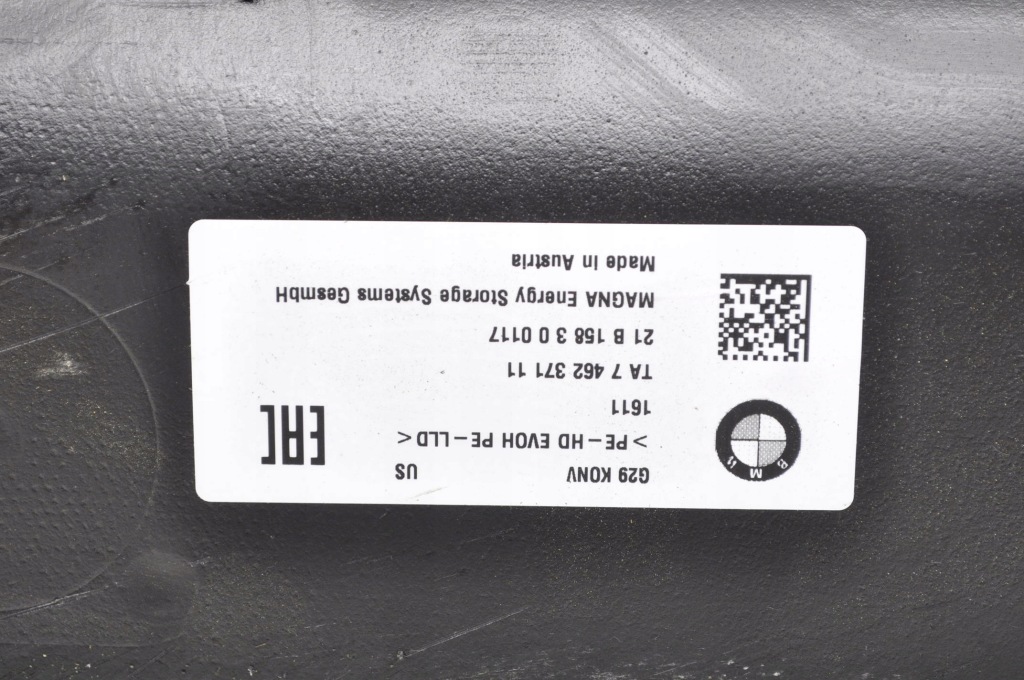 G29 KONV US
>PE-HD EVOH PE-LLD<
1611
TA 7 462 371 11
21 B 158 3 0 0117
MAGNA Energy Storage Systems GesmbH
Made in Austria
BMW
EAC